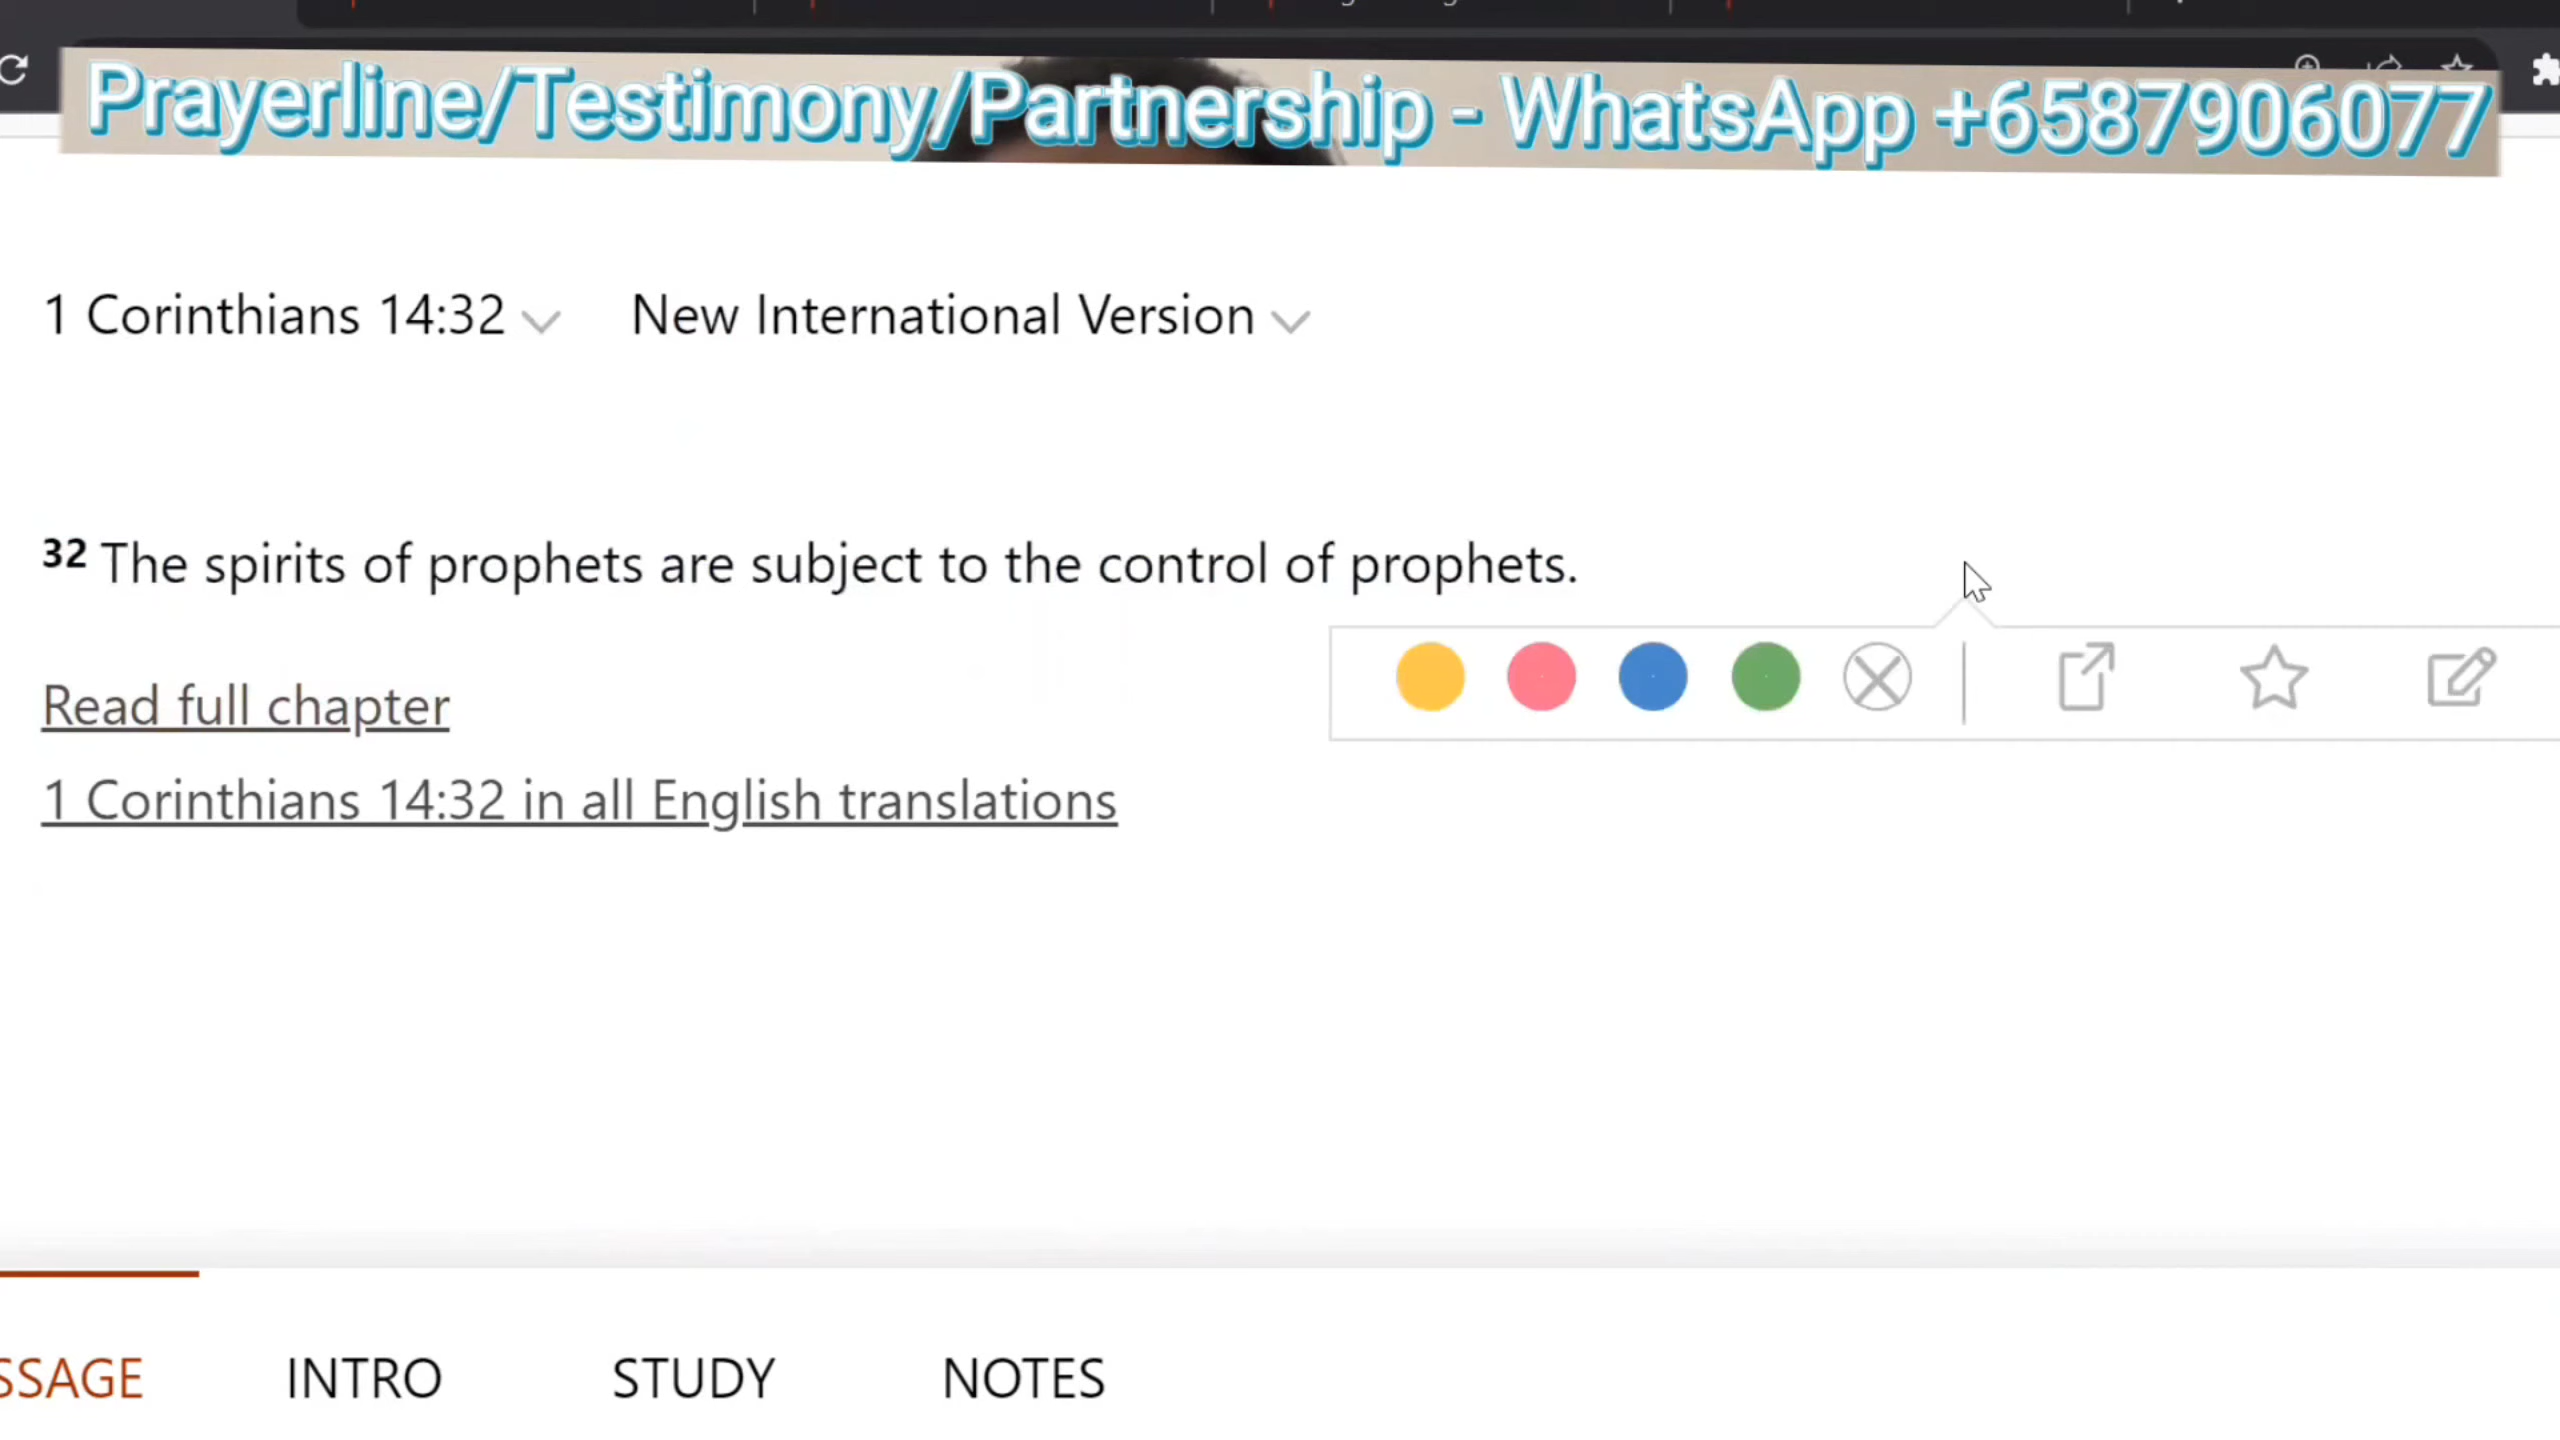 Prayerline/Testimony/Partnership - WhatsApp +6587906077
1 Corinthians 14:32 New International Version
32 The spirits of prophets are subject to the control of prophets.
Read full chapter
1 Corinthians 14:32 in all English translations
SSAGE INTRO STUDY NOTES